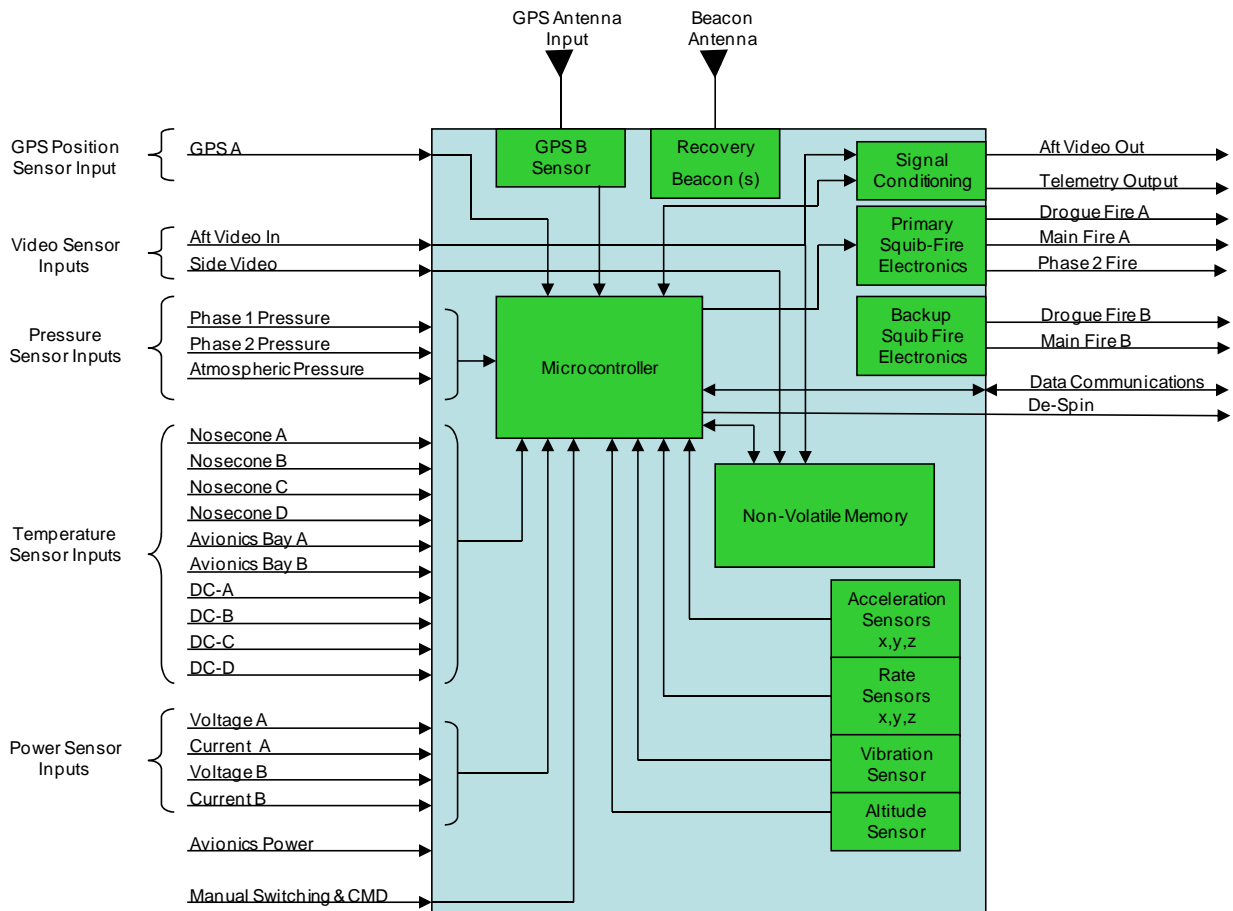 GPS Antenna
Input
Beacon
Antenna
GPS Position
Sensor Input
GPS A
GPS B
Sensor
Recovery
Beacon (s)
Signal
Conditioning
Aft Video Out
Telemetry Output
Video Sensor
Inputs
Aft Video In
Side Video
Primary
Squib-Fire
Electronics
Drogue Fire A
Main Fire A
Phase 2 Fire
Pressure
Sensor Inputs
Phase 1 Pressure
Phase 2 Pressure
Atmospheric Pressure
Microcontroller
Backup
Squib Fire
Electronics
Drogue Fire B
Main Fire B
Data Communications
De-Spin
Temperature
Sensor Inputs
Nosecone A
Nosecone B
Nosecone C
Nosecone D
Avionics Bay A
Avionics Bay B
DC-A
DC-B
DC-C
DC-D
Non-Volatile Memory
Acceleration
Sensors
x,y,z
Rate
Sensors
x,y,z
Vibration
Sensor
Altitude
Sensor
Power Sensor
Inputs
Voltage A
Current A
Voltage B
Current B
Avionics Power
Manual Switching & CMD